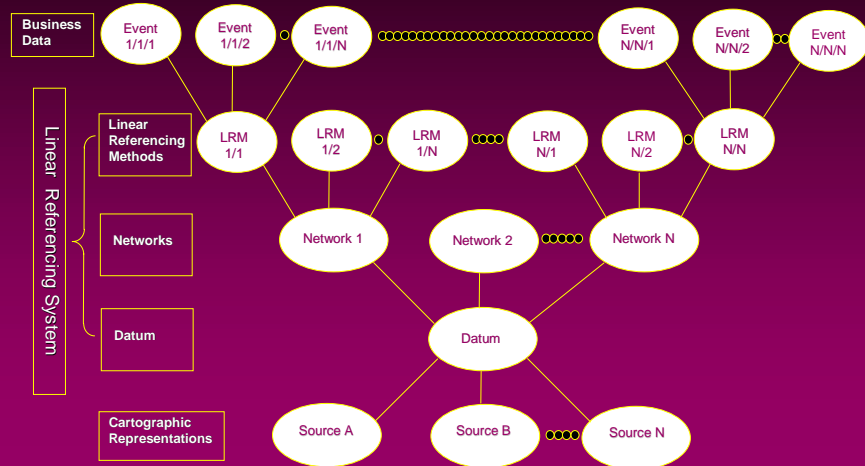 Business
Data
Event
1/1/1
Event
1/1/2
Event
1/1/N
Event
N/N/1
Event
N/N/2
Event
N/N/N
Linear Referencing System
Linear
Referencing
Methods
LRM
1/1
LRM
1/2
LRM
1/N
LRM
N/1
LRM
N/2
LRM
N/N
Networks
Network 1
Network 2
Network N
Datum
Datum
Cartographic
Representations
Source A
Source B
Source N